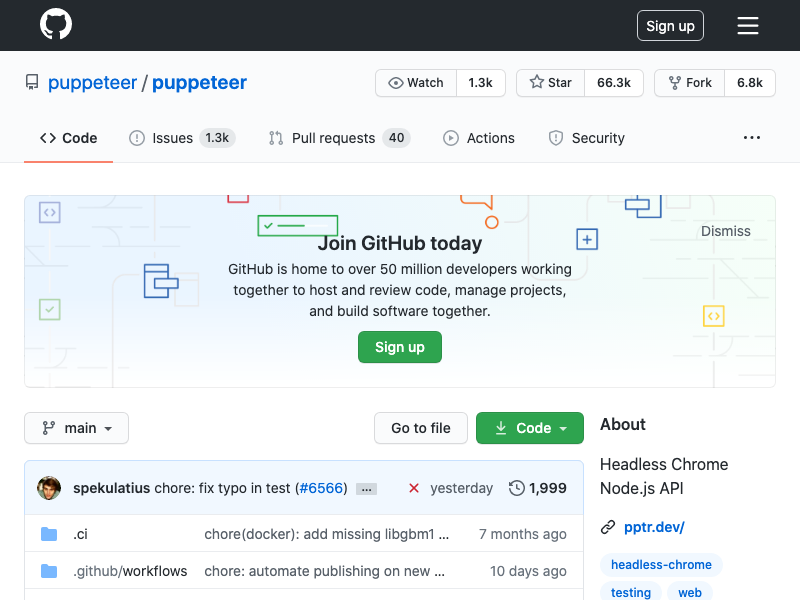 Sign up
puppeteer / puppeteer
Watch 1.3k Star 66.3k Fork 6.8k
Code Issues 1.3k Pull requests 40 Actions Security ...
Dismiss
Join GitHub today
GitHub is home to over 50 million developers working
together to host and review code, manage projects,
and build software together.
Sign up
main Go to file Code
spekulatius chore: fix typo in test (#6566) ... yesterday 1,999
.ci chore(docker): add missing libgbm1 ... 7 months ago
.github/workflows chore: automate publishing on new ... 10 days ago
About
Headless Chrome
Node.js API
pptr.dev/
headless-chrome
testing web